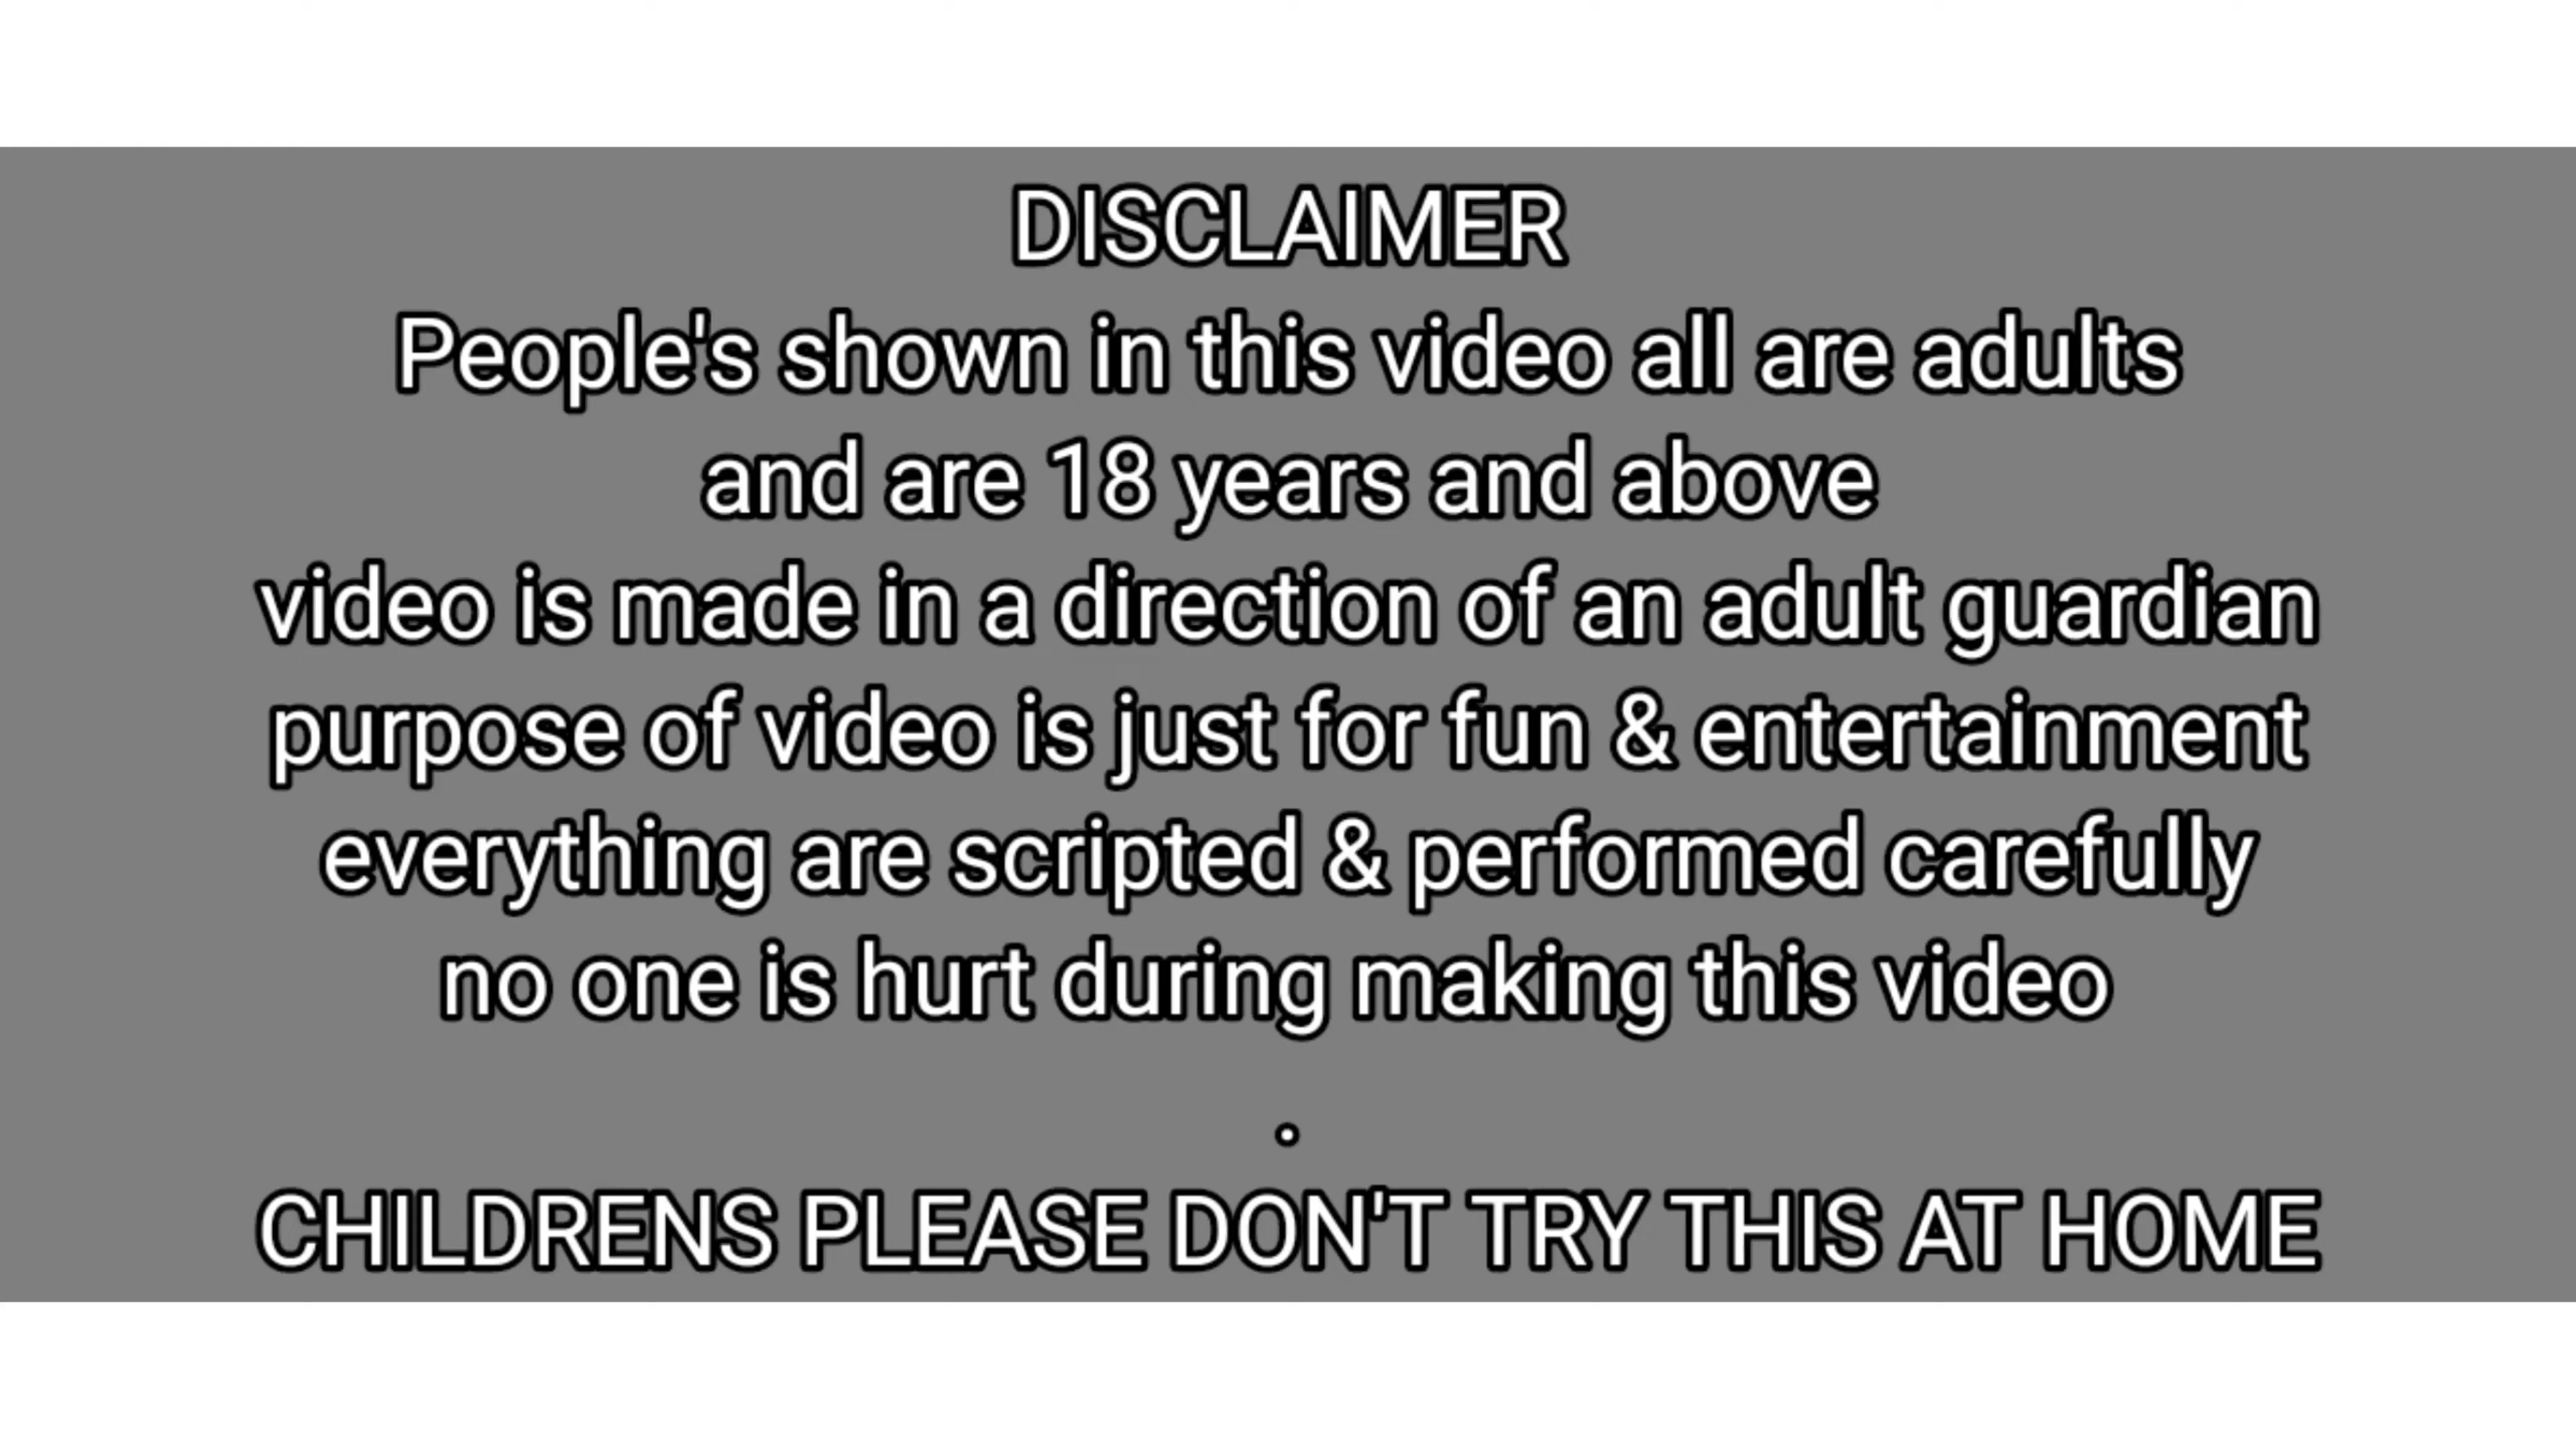 DISCLAIMER
People's shown in this video all are adults
and are 18 years and above
video is made in a direction of an adult guardian
purpose of video is just for fun & entertainment
everything are scripted & performed carefully
no one is hurt during making this video
.
CHILDRENS PLEASE DON'T TRY THIS AT HOME